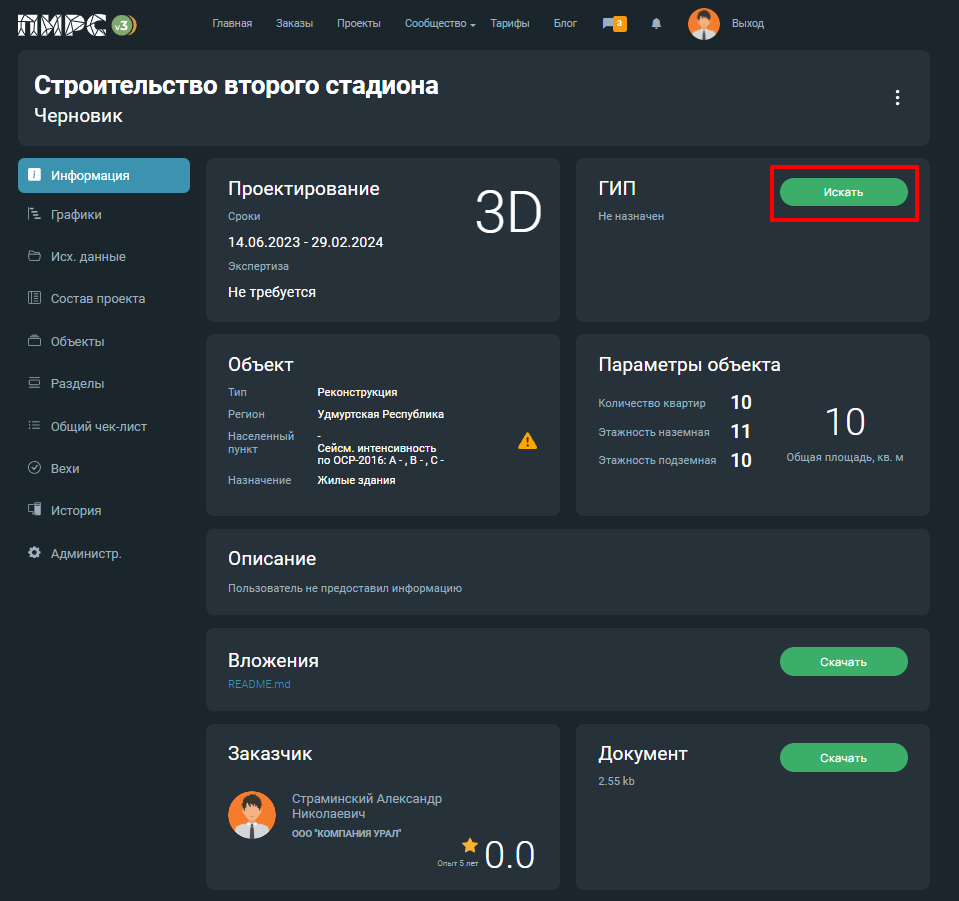 ПИРС v3
Главная Заказы Проекты Сообщество Тарифы Блог 3 Выход
Строительство второго стадиона
Черновик
Информация
Графики
Исх. данные
Состав проекта
Объекты
Разделы
Общий чек-лист
Вехи
История
Администр.
Проектирование
Сроки
14.06.2023 - 29.02.2024
Экспертиза
Не требуется
3D
ГИП
Не назначен
Искать
Объект
Тип Реконструкция
Регион Удмуртская Республика
Населенный -
пункт Сейсм. интенсивность
по ОСР-2016: A - , B - , C -
Назначение Жилые здания
Параметры объекта
Количество квартир 10
Этажность наземная 11
Этажность подземная 10
10
Общая площадь, кв. м
Описание
Пользователь не предоставил информацию
Вложения
README.md
Скачать
Заказчик
Страминский Александр
Николаевич
ООО "КОМПАНИЯ УРАЛ"
Опыт 5 лет 0.0
Документ
2.55 kb
Скачать